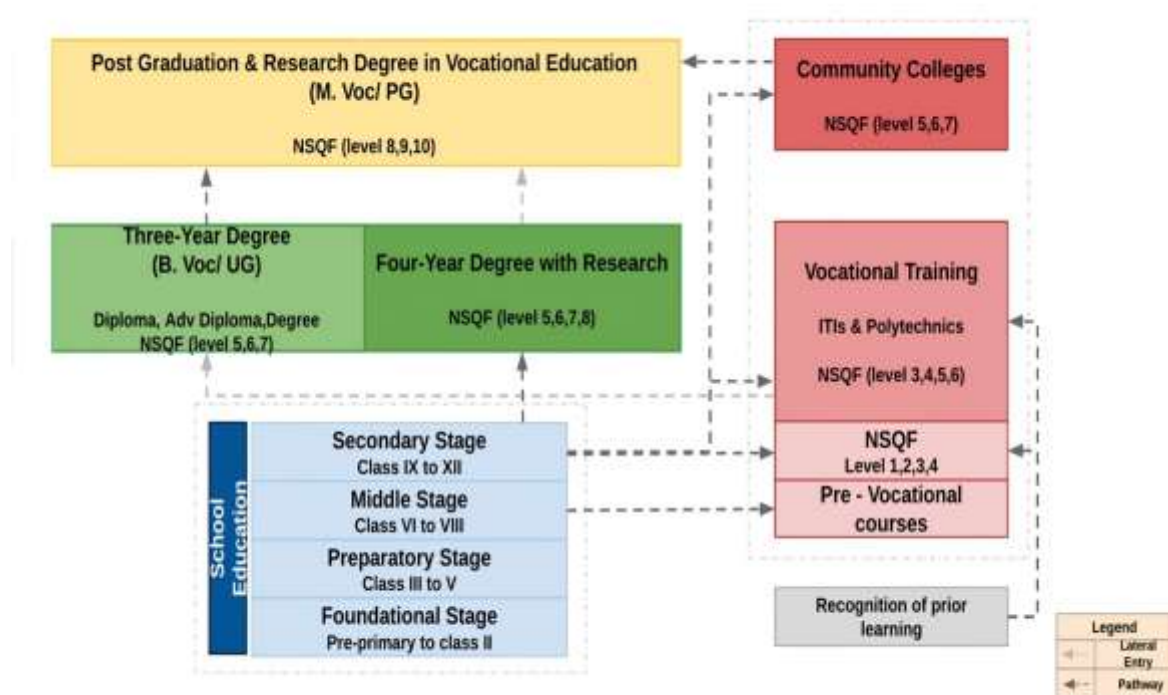 Post Graduation & Research Degree in Vocational Education
(M. Voc/ PG)
NSQF (level 8,9,10)
Community Colleges
NSQF (level 5,6,7)
Three-Year Degree
(B. Voc/ UG)
Diploma, Adv Diploma,Degree
NSQF (level 5,6,7)
Four-Year Degree with Research
NSQF (level 5,6,7,8)
Vocational Training
ITIs & Polytechnics
NSQF (level 3,4,5,6)
NSQF
Level 1,2,3,4
Pre - Vocational
courses
School
Education
Secondary Stage
Class IX to XII
Middle Stage
Class VI to VIII
Preparatory Stage
Class III to V
Foundational Stage
Pre-primary to class II
Recognition of prior
learning
Legend
Lateral
Entry
Pathway